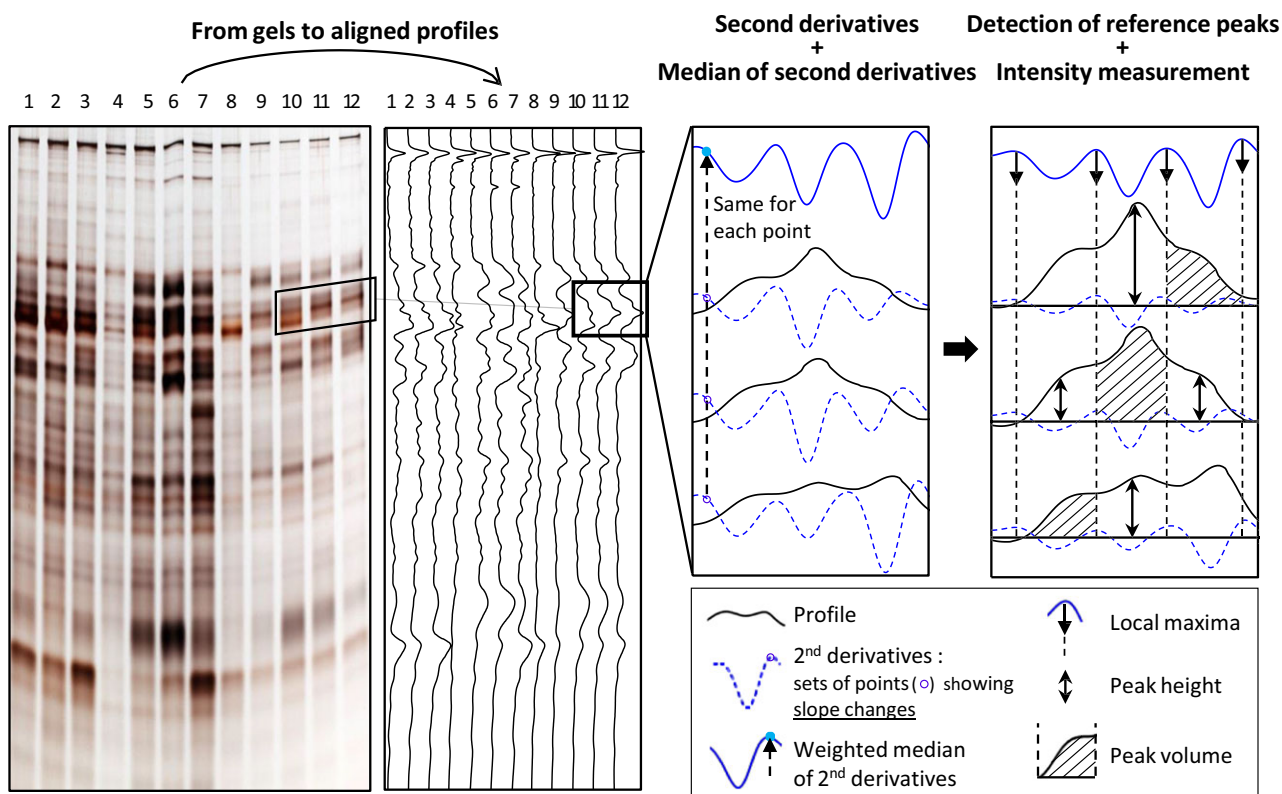 From gels to aligned profiles
Second derivatives
+
Median of second derivatives
Detection of reference peaks
+
Intensity measurement
1 2 3 4 5 6 7 8 9 10 11 12
1 2 3 4 5 6 7 8 9 10 11 12
Same for
each point
Profile
2nd derivatives :
sets of points (o) showing
slope changes
Weighted median
of 2nd derivatives
Local maxima
Peak height
Peak volume